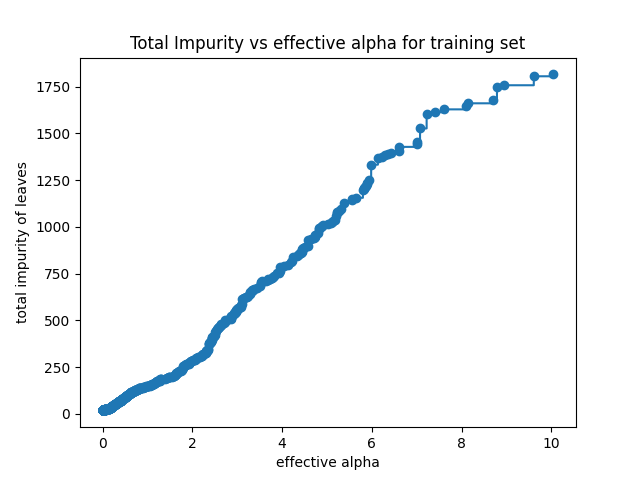 Total Impurity vs effective alpha for training set
total impurity of leaves
1750
1500
1250
1000
750
500
250
0
0 2 4 6 8 10
effective alpha